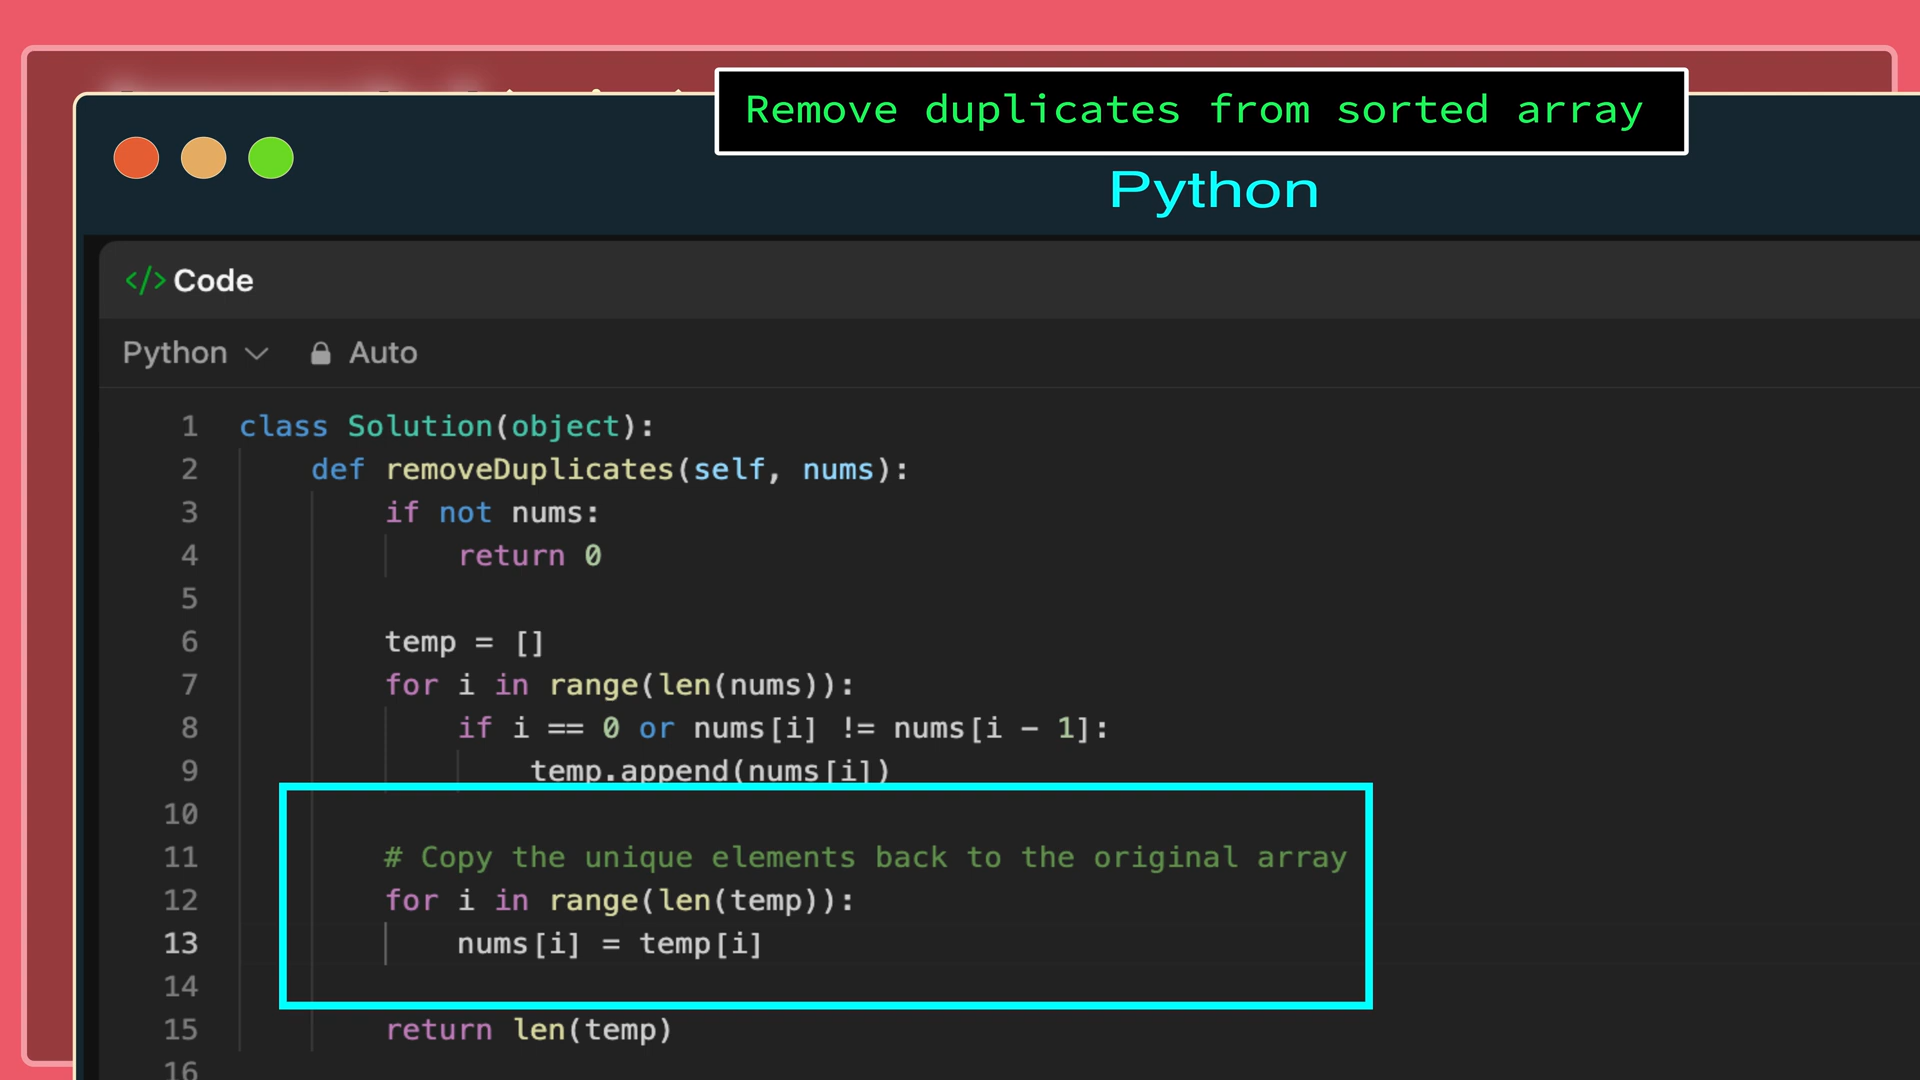 Remove duplicates from sorted array
Python
</> Code
Python Auto
1 class Solution(object):
2     def removeDuplicates(self, nums):
3         if not nums:
4             return 0
5
6         temp = []
7         for i in range(len(nums)):
8             if i == 0 or nums[i] != nums[i - 1]:
9                 temp.append(nums[i])
10
11         # Copy the unique elements back to the original array
12         for i in range(len(temp)):
13             nums[i] = temp[i]
14
15         return len(temp)
16